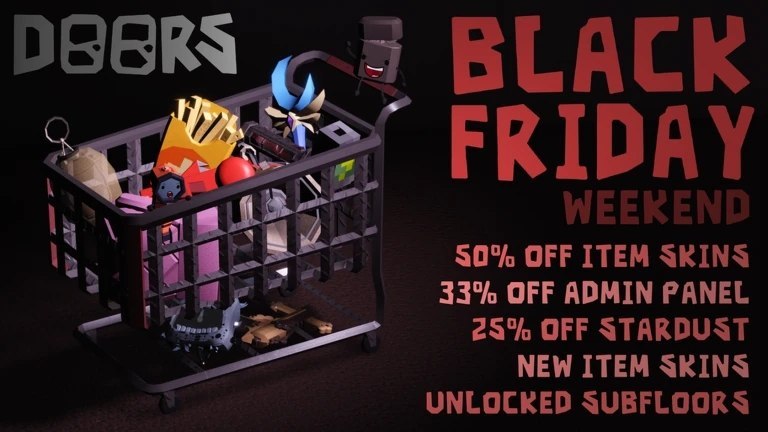 DOORS
BLACK
FRIDAY
WEEKEND
50% OFF ITEM SKINS
33% OFF ADMIN PANEL
25% OFF STARDUST
NEW ITEM SKINS
UNLOCKED SUBFLOORS